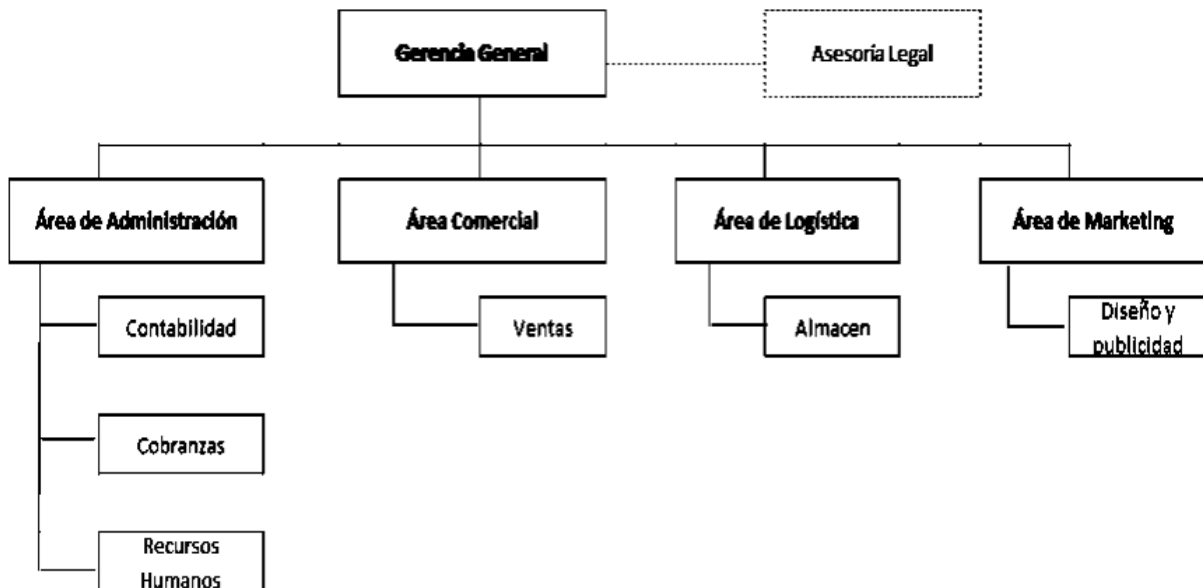 Gerencia General
Asesoría Legal
Área de Administración
Área Comercial
Área de Logística
Área de Marketing
Contabilidad
Ventas
Almacen
Diseño y
publicidad
Cobranzas
Recursos
Humanos